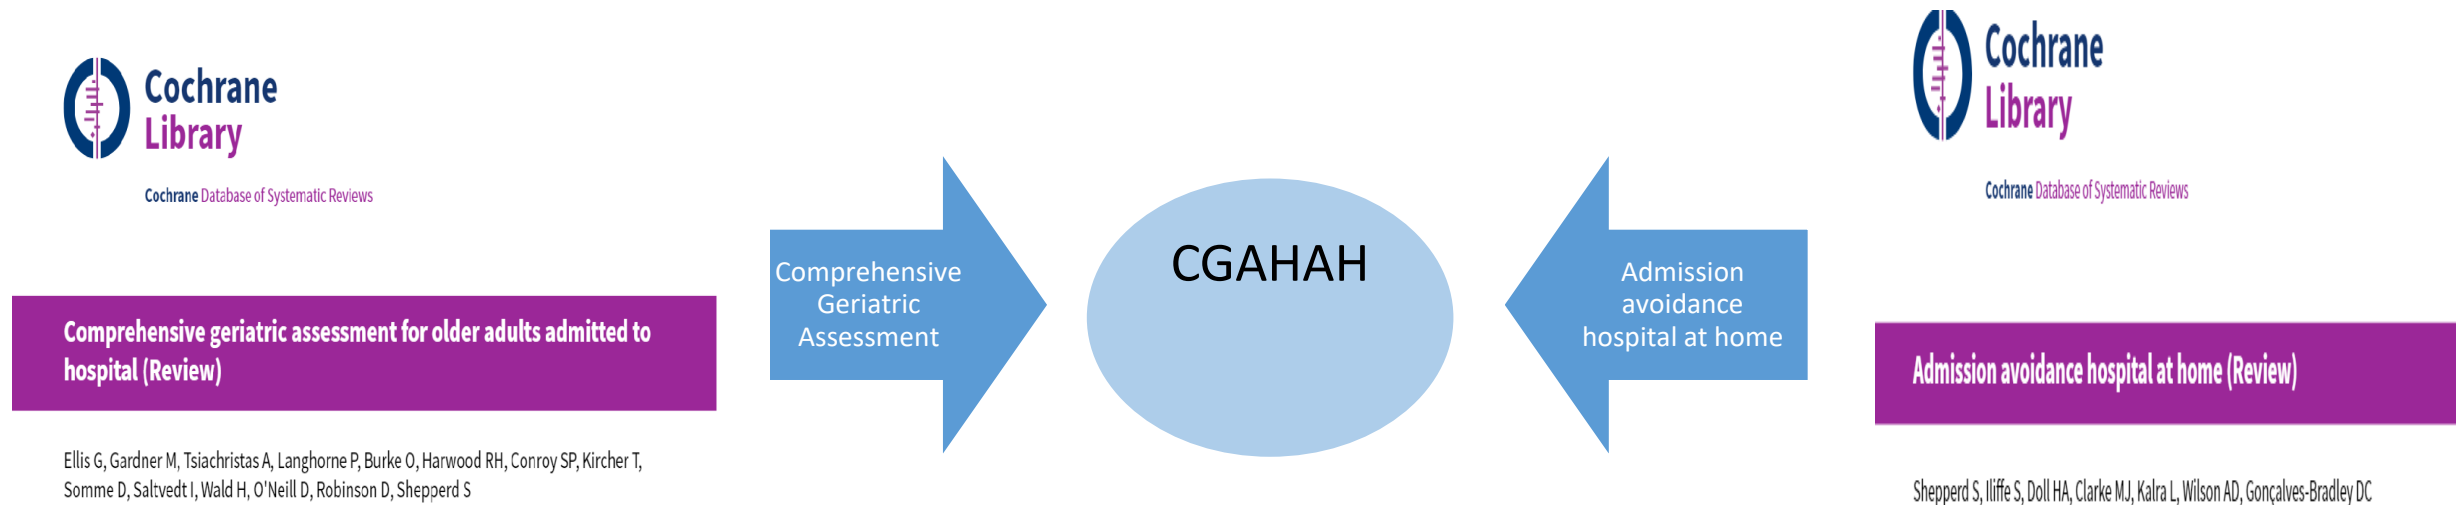 Cochrane
Library
Cochrane Database of Systematic Reviews
Comprehensive geriatric assessment for older adults admitted to
hospital (Review)
Ellis G, Gardner M, Tsiachristas A, Langhorne P, Burke O, Harwood RH, Conroy SP, Kircher T,
Somme D, Saltvedt I, Wald H, O'Neill D, Robinson D, Shepperd S
Comprehensive
Geriatric
Assessment
CGAHAH
Admission
avoidance
hospital at home
Cochrane
Library
Cochrane Database of Systematic Reviews
Admission avoidance hospital at home (Review)
Shepperd S, Iliffe S, Doll HA, Clarke MJ, Kalra L, Wilson AD, Gonçalves-Bradley DC